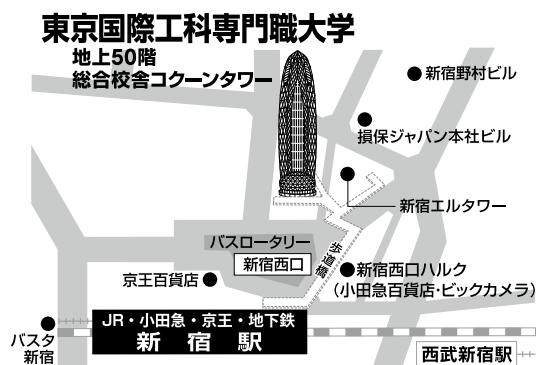 東京国際工科専門職大学
地上50階
総合校舎コクーンタワー
新宿野村ビル
損保ジャパン本社ビル
新宿エルタワー
バスロータリー
新宿西口
歩道橋
京王百貨店
新宿西口ハルク
（小田急百貨店・ビックカメラ）
JR・小田急・京王・地下鉄
新宿駅
バスタ
新宿
西武新宿駅